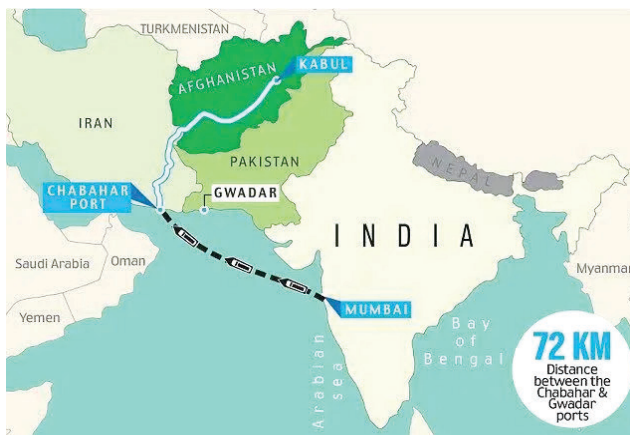 TURKMENISTAN
AFGHANISTAN
KABUL
IRAN
PAKISTAN
CHABAHAR
PORT
GWADAR
NEPAL
INDIA
Saudi Arabia
Oman
Myanmar
Yemen
MUMBAI
Arabian
sea
Bay
of
Bengal
72 KM
Distance
between the
Chabahar &
Gwadar
ports